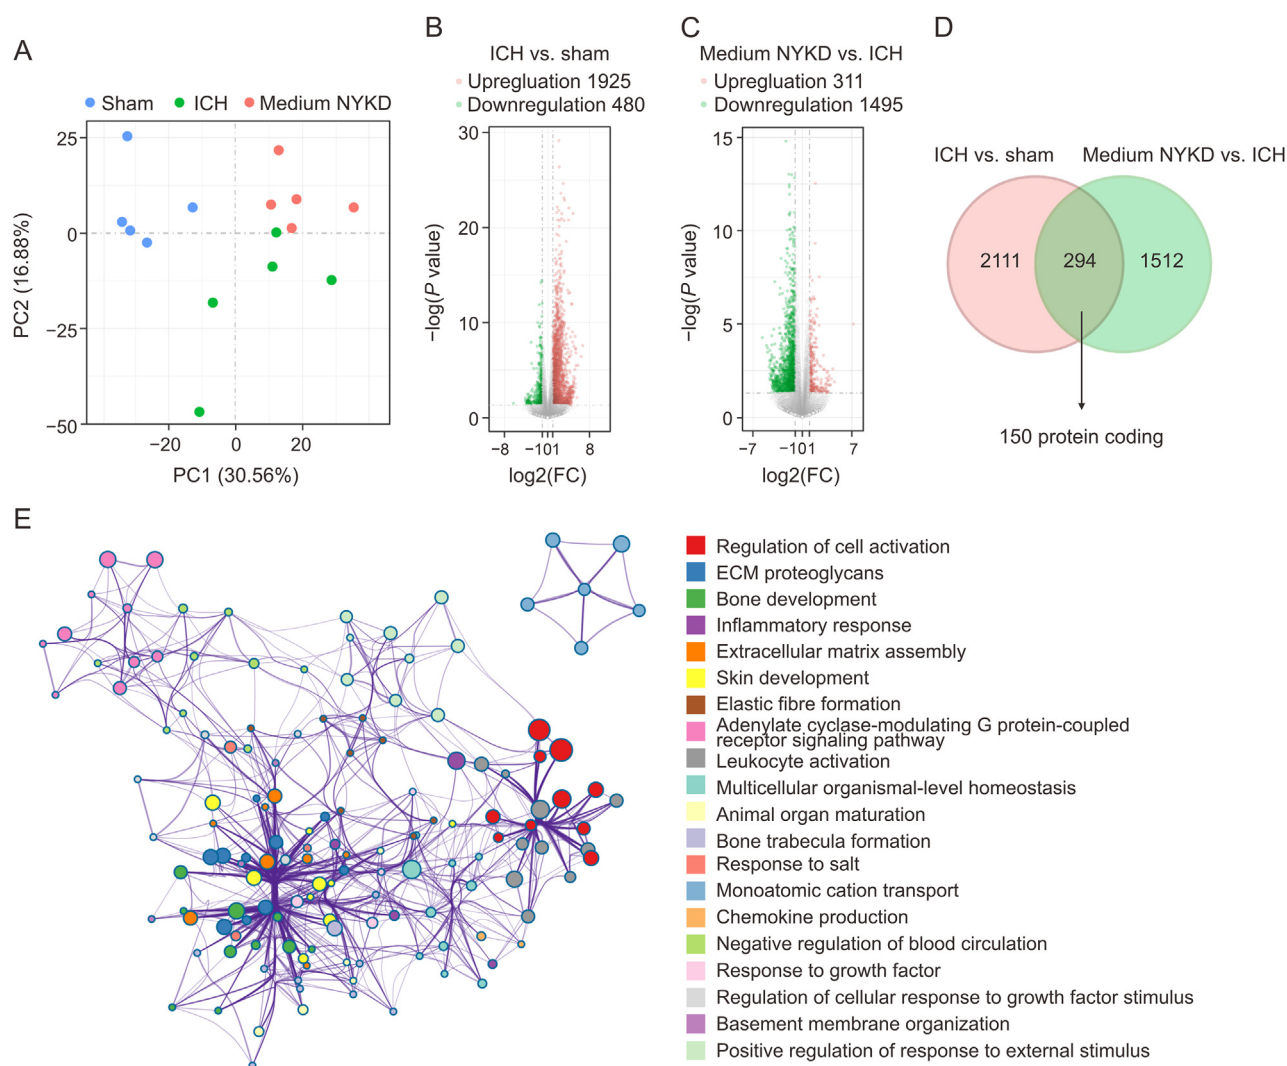 A
Sham ICH Medium NYKD
25
0
−25
−50
−20 0 20
PC2 (16.88%)
PC1 (30.56%)
B
ICH vs. sham
Upregluation 1925
Downregulation 480
30
20
10
0
−8 −101 8
−log(P value)
log2(FC)
C
Medium NYKD vs. ICH
Upregluation 311
Downregulation 1495
15
10
5
0
−7 −101 7
−log(P value)
log2(FC)
D
ICH vs. sham Medium NYKD vs. ICH
2111 294 1512
150 protein coding
E
Regulation of cell activation
ECM proteoglycans
Bone development
Inflammatory response
Extracellular matrix assembly
Skin development
Elastic fibre formation
Adenylate cyclase-modulating G protein-coupled
receptor signaling pathway
Leukocyte activation
Multicellular organismal-level homeostasis
Animal organ maturation
Bone trabecula formation
Response to salt
Monoatomic cation transport
Chemokine production
Negative regulation of blood circulation
Response to growth factor
Regulation of cellular response to growth factor stimulus
Basement membrane organization
Positive regulation of response to external stimulus